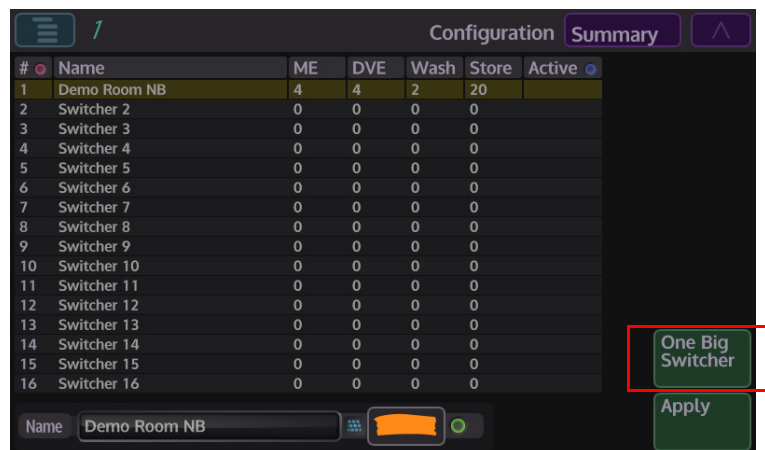 1 Configuration Summary
# Name ME DVE Wash Store Active
1 Demo Room NB 4 4 2 20
2 Switcher 2 0 0 0 0
3 Switcher 3 0 0 0 0
4 Switcher 4 0 0 0 0
5 Switcher 5 0 0 0 0
6 Switcher 6 0 0 0 0
7 Switcher 7 0 0 0 0
8 Switcher 8 0 0 0 0
9 Switcher 9 0 0 0 0
10 Switcher 10 0 0 0 0
11 Switcher 11 0 0 0 0
12 Switcher 12 0 0 0 0
13 Switcher 13 0 0 0 0
14 Switcher 14 0 0 0 0
15 Switcher 15 0 0 0 0
16 Switcher 16 0 0 0 0
One Big
Switcher
Apply
Name Demo Room NB